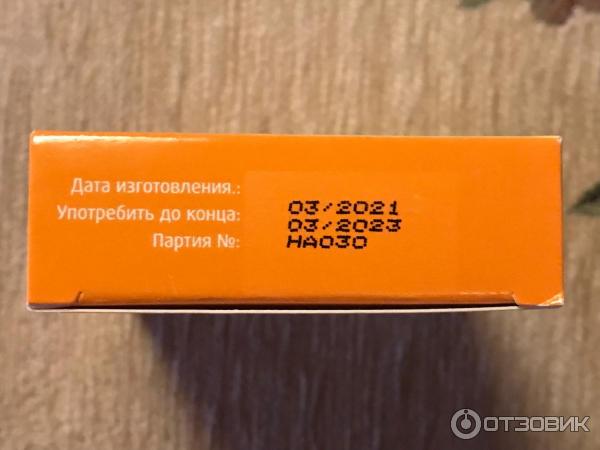 Дата изготовления.: 03/2021
Употребить до конца: 03/2023
Партия №: HA030
ОТЗОВИК